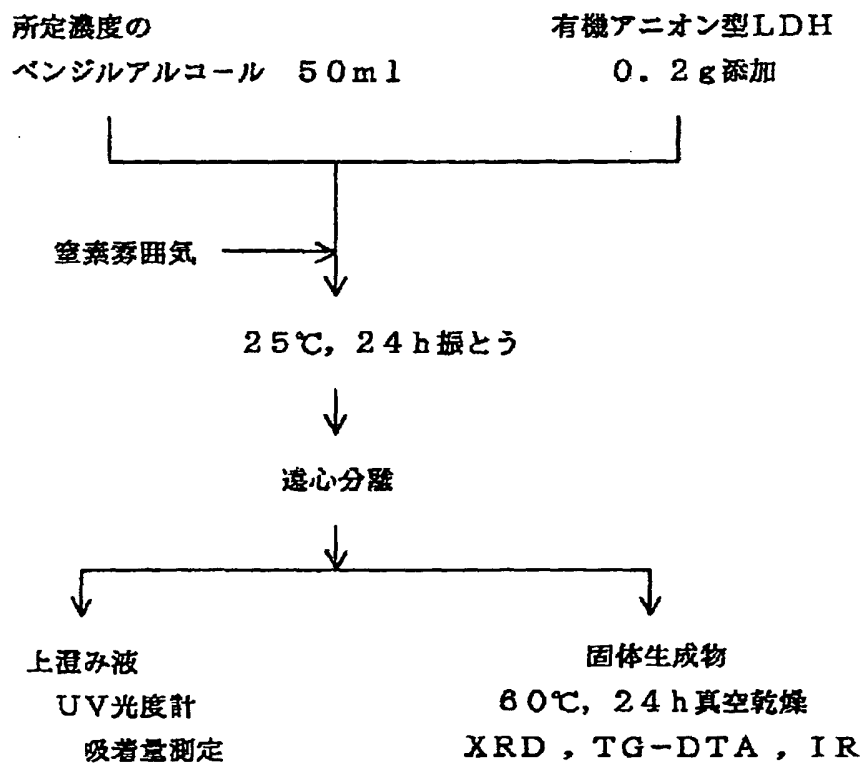 所定濃度の
ベンジルアルコール　５０ｍｌ
有機アニオン型ＬＤＨ
０．２ｇ添加
窒素雰囲気
２５℃，２４ｈ振とう
遠心分離
上澄み液
ＵＶ光度計
吸着量測定
固体生成物
６０℃，２４ｈ真空乾燥
ＸＲＤ，ＴＧ－ＤＴＡ，ＩＲ